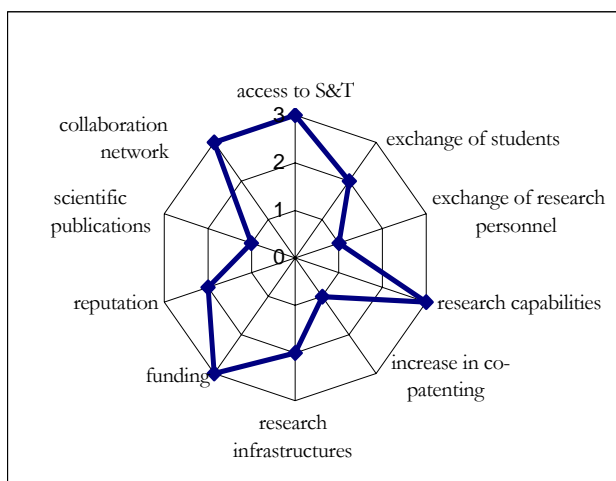 access to S&T
exchange of students
exchange of research
personnel
research capabilities
increase in co-
patenting
research
infrastructures
funding
reputation
scientific
publications
collaboration
network
3
2
1
0